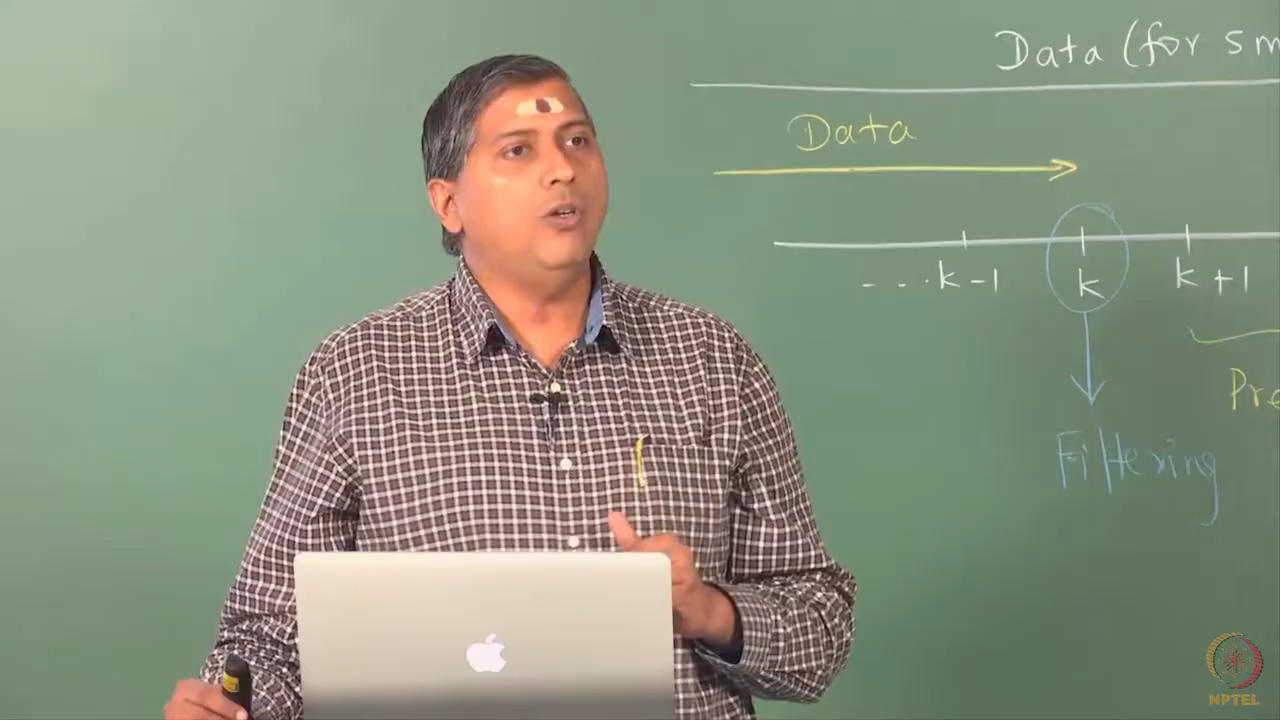 Data (for sm
Data
- - . . k-1 k k+1
Pre
Filtering
NPTEL